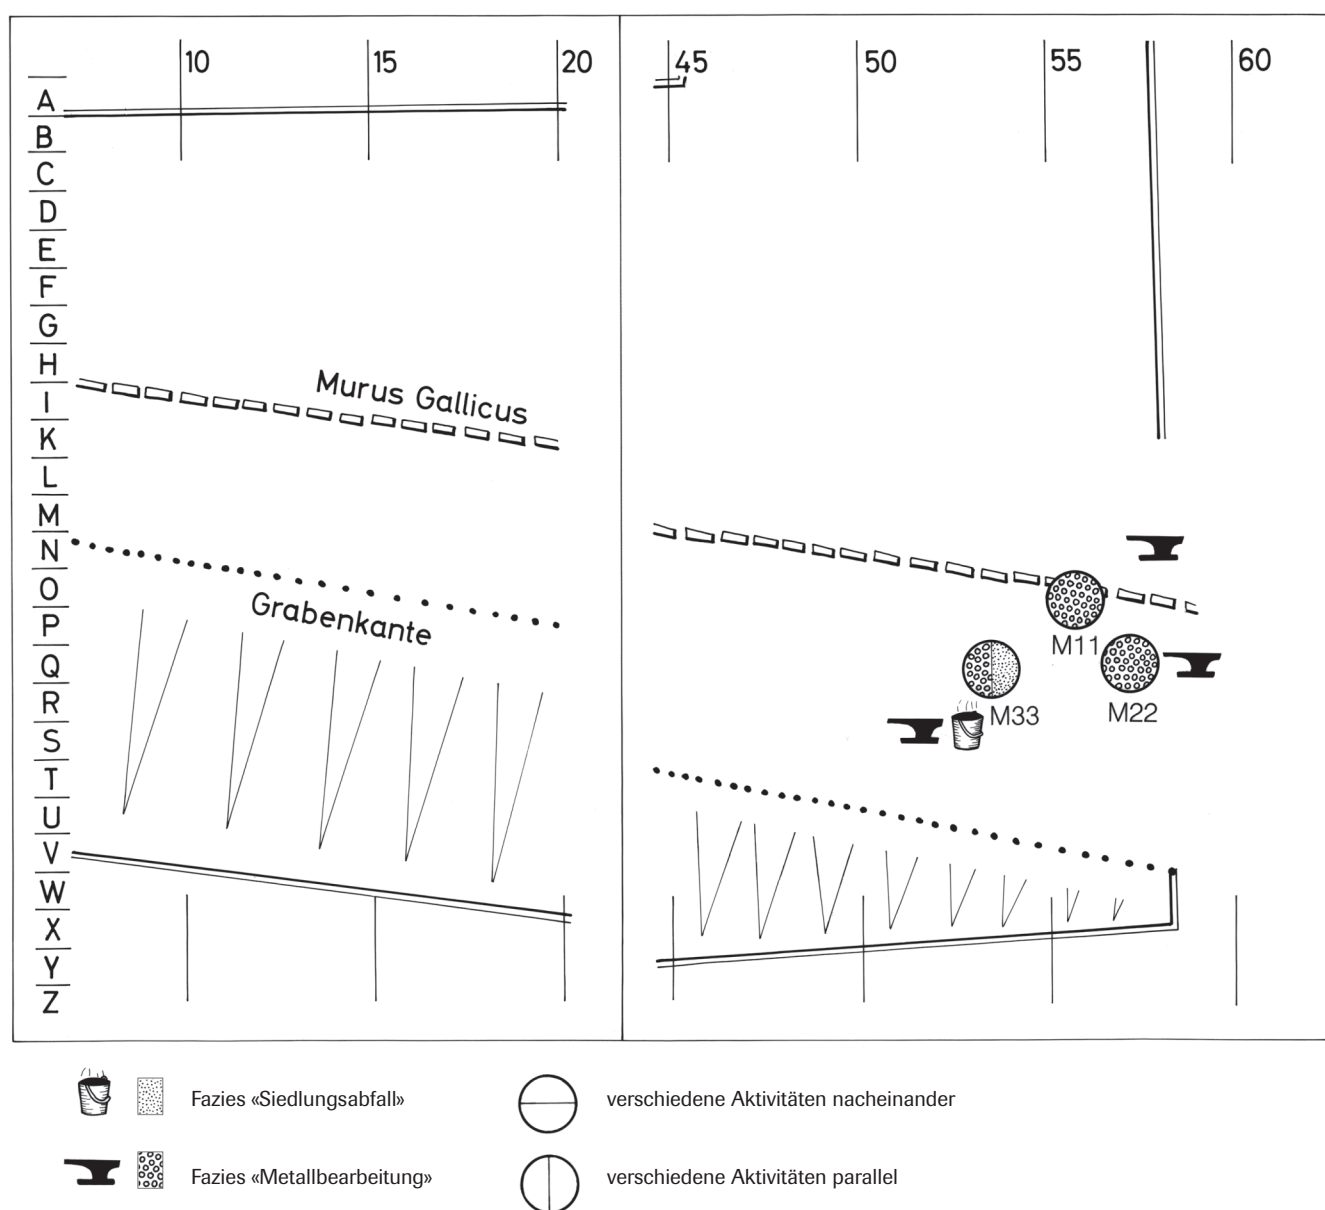 10 15 20 45 50 55 60
A
B
C
D
E
F
G
H
I
K
L
M
N
O
P
Q
R
S
T
U
V
W
X
Y
Z
Murus Gallicus
Grabenkante
M11
M33
M22
Fazies «Siedlungsabfall»
verschiedene Aktivitäten nacheinander
Fazies «Metallbearbeitung»
verschiedene Aktivitäten parallel